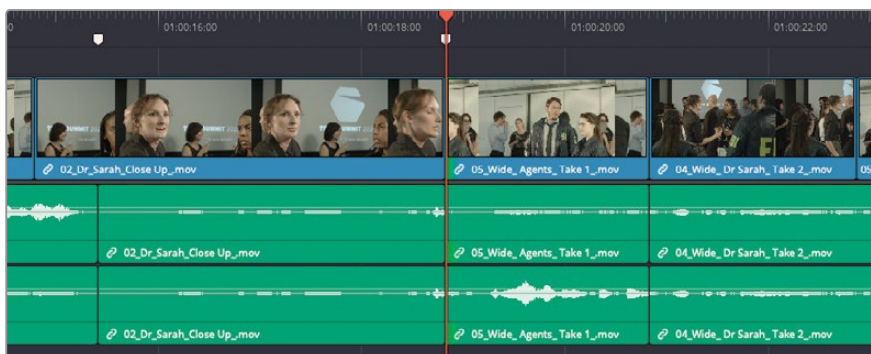 0
01:00:16:00
01:00:18:00
01:00:20:00
01:00:22:00
02_Dr_Sarah_Close Up_.mov
05_Wide_ Agents_ Take 1_.mov
04_Wide_ Dr Sarah_ Take 2_.mov
05
02_Dr_Sarah_Close Up_.mov
05_Wide_ Agents_ Take 1_.mov
04_Wide_ Dr Sarah_ Take 2_.mov
02_Dr_Sarah_Close Up_.mov
05_Wide_ Agents_ Take 1_.mov
04_Wide_ Dr Sarah_ Take 2_.mov